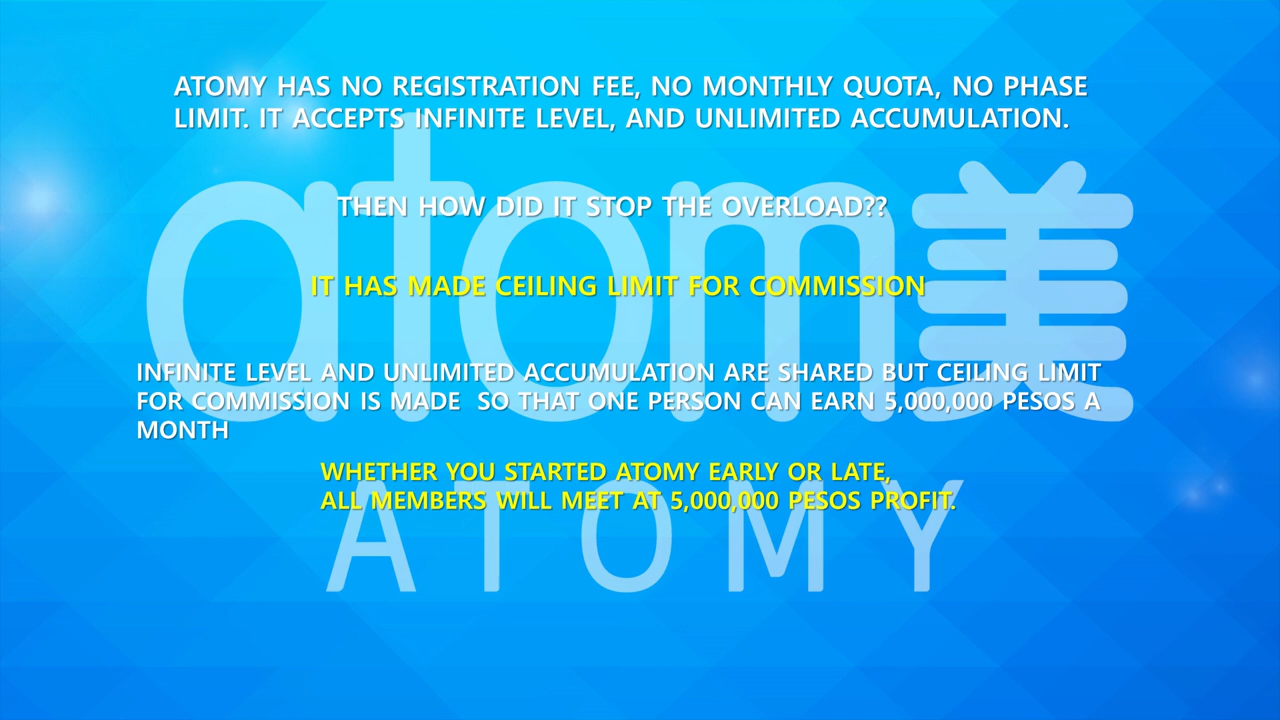 ATOMY HAS NO REGISTRATION FEE, NO MONTHLY QUOTA, NO PHASE
LIMIT. IT ACCEPTS INFINITE LEVEL, AND UNLIMITED ACCUMULATION.
atom美
THEN HOW DID IT STOP THE OVERLOAD??
IT HAS MADE CEILING LIMIT FOR COMMISSION
INFINITE LEVEL AND UNLIMITED ACCUMULATION ARE SHARED BUT CEILING LIMIT
FOR COMMISSION IS MADE SO THAT ONE PERSON CAN EARN 5,000,000 PESOS A
MONTH
WHETHER YOU STARTED ATOMY EARLY OR LATE,
ALL MEMBERS WILL MEET AT 5,000,000 PESOS PROFIT.
ATOMY